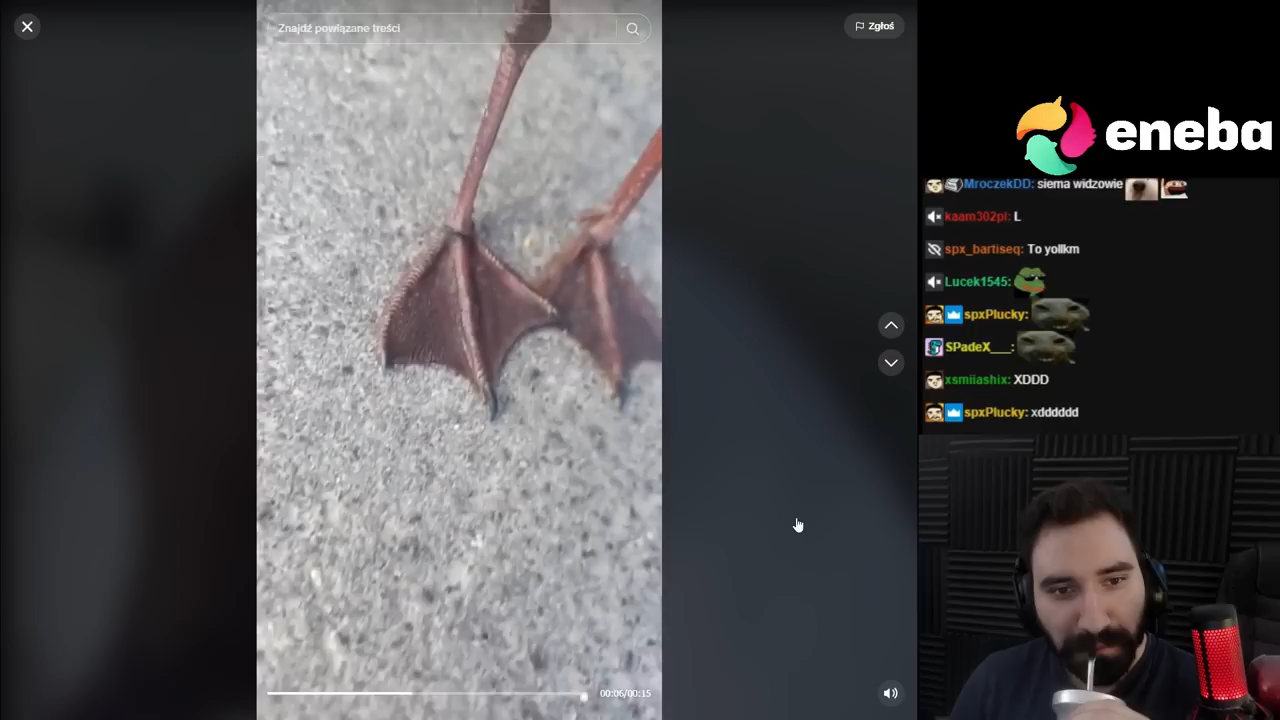 Znajdź powiązane treści
Zgłoś
eneba
MroczekDD: siema widzowie
kaam302pl: L
spx_bartiseq: To yollkm
Lucek1545:
spxPlucky:
SPadeX___:
xsmiiashix: XDDD
spxPlucky: xdddddd
00:06/00:15